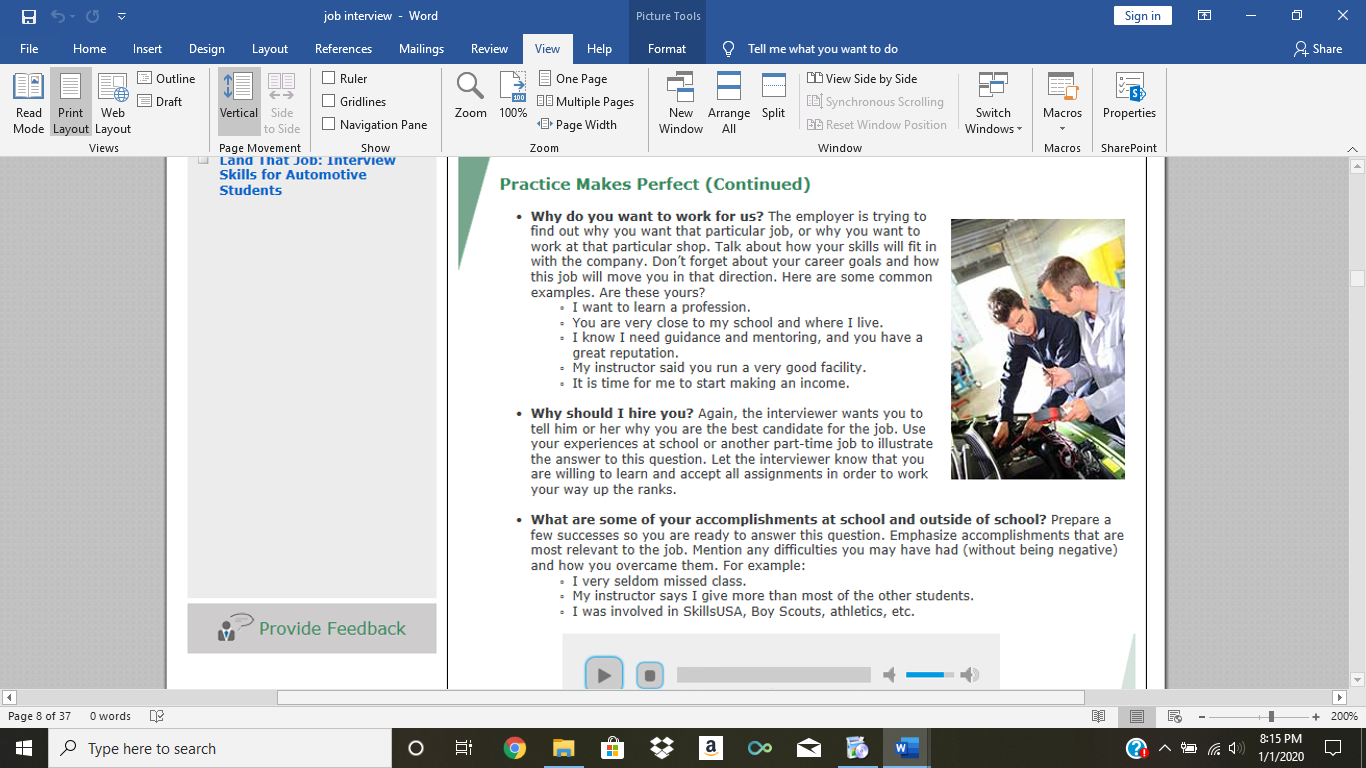 job interview - Word
Picture Tools
Sign in
File
Home
Insert
Design
Layout
References
Mailings
Review
View
Help
Format
Tell me what you want to do
Share
Read Mode
Print Layout
Web Layout
Outline
Draft
Views
Vertical
Side to Side
Page Movement
Ruler
Gridlines
Navigation Pane
Show
Zoom
100
100%
One Page
Multiple Pages
Page Width
Zoom
New Window
Arrange All
Split
View Side by Side
Synchronous Scrolling
Reset Window Position
Window
Switch Windows
Macros
Macros
Properties
SharePoint
Land That Job: Interview
Skills for Automotive
Students
Provide Feedback
Practice Makes Perfect (Continued)
• Why do you want to work for us? The employer is trying to
find out why you want that particular job, or why you want to
work at that particular shop. Talk about how your skills will fit in
with the company. Don't forget about your career goals and how
this job will move you in that direction. Here are some common
examples. Are these yours?
◦ I want to learn a profession.
◦ You are very close to my school and where I live.
◦ I know I need guidance and mentoring, and you have a
great reputation.
◦ My instructor said you run a very good facility.
◦ It is time for me to start making an income.
• Why should I hire you? Again, the interviewer wants you to
tell him or her why you are the best candidate for the job. Use
your experiences at school or another part-time job to illustrate
the answer to this question. Let the interviewer know that you
are willing to learn and accept all assignments in order to work
your way up the ranks.
• What are some of your accomplishments at school and outside of school? Prepare a
few successes so you are ready to answer this question. Emphasize accomplishments that are
most relevant to the job. Mention any difficulties you may have had (without being negative)
and how you overcame them. For example:
◦ I very seldom missed class.
◦ My instructor says I give more than most of the other students.
◦ I was involved in SkillsUSA, Boy Scouts, athletics, etc.
Page 8 of 37
0 words
200%
Type here to search
8:15 PM
1/1/2020